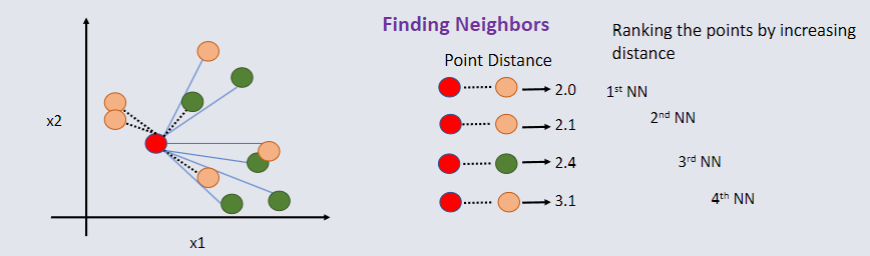 Finding Neighbors
Ranking the points by increasing
distance
Point Distance
2.0
1st NN
2.1
2nd NN
2.4
3rd NN
3.1
4th NN
x2
x1